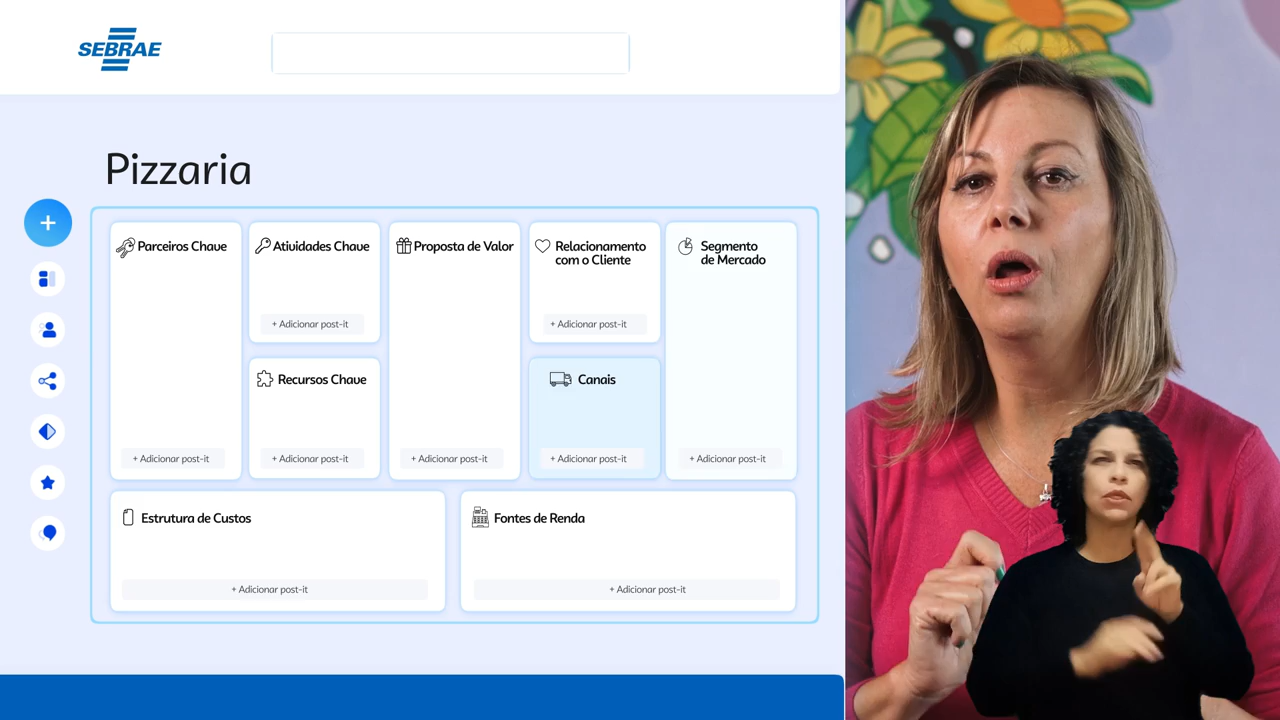 SEBRAE
Pizzaria
Parceiros Chave
+ Adicionar post-it
Atividades Chave
+ Adicionar post-it
Recursos Chave
+ Adicionar post-it
Proposta de Valor
+ Adicionar post-it
Relacionamento
com o Cliente
+ Adicionar post-it
Canais
+ Adicionar post-it
Segmento
de Mercado
+ Adicionar post-it
Estrutura de Custos
+ Adicionar post-it
Fontes de Renda
+ Adicionar post-it